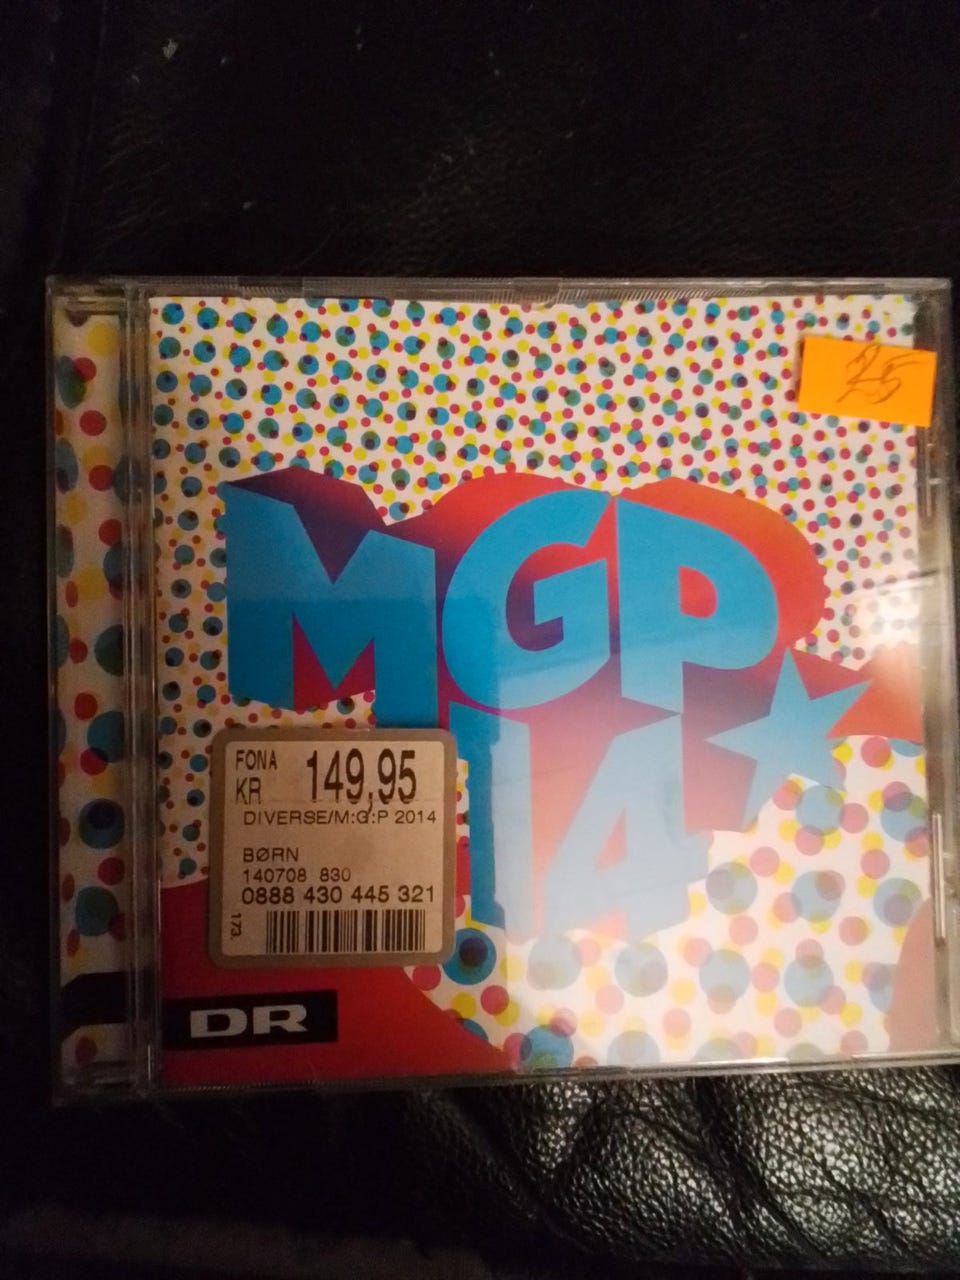 25
MGP
14
FONA
KR 149,95
DIVERSE/M:G:P 2014
BØRN
140708 830
0888 430 445 321
173.
DR